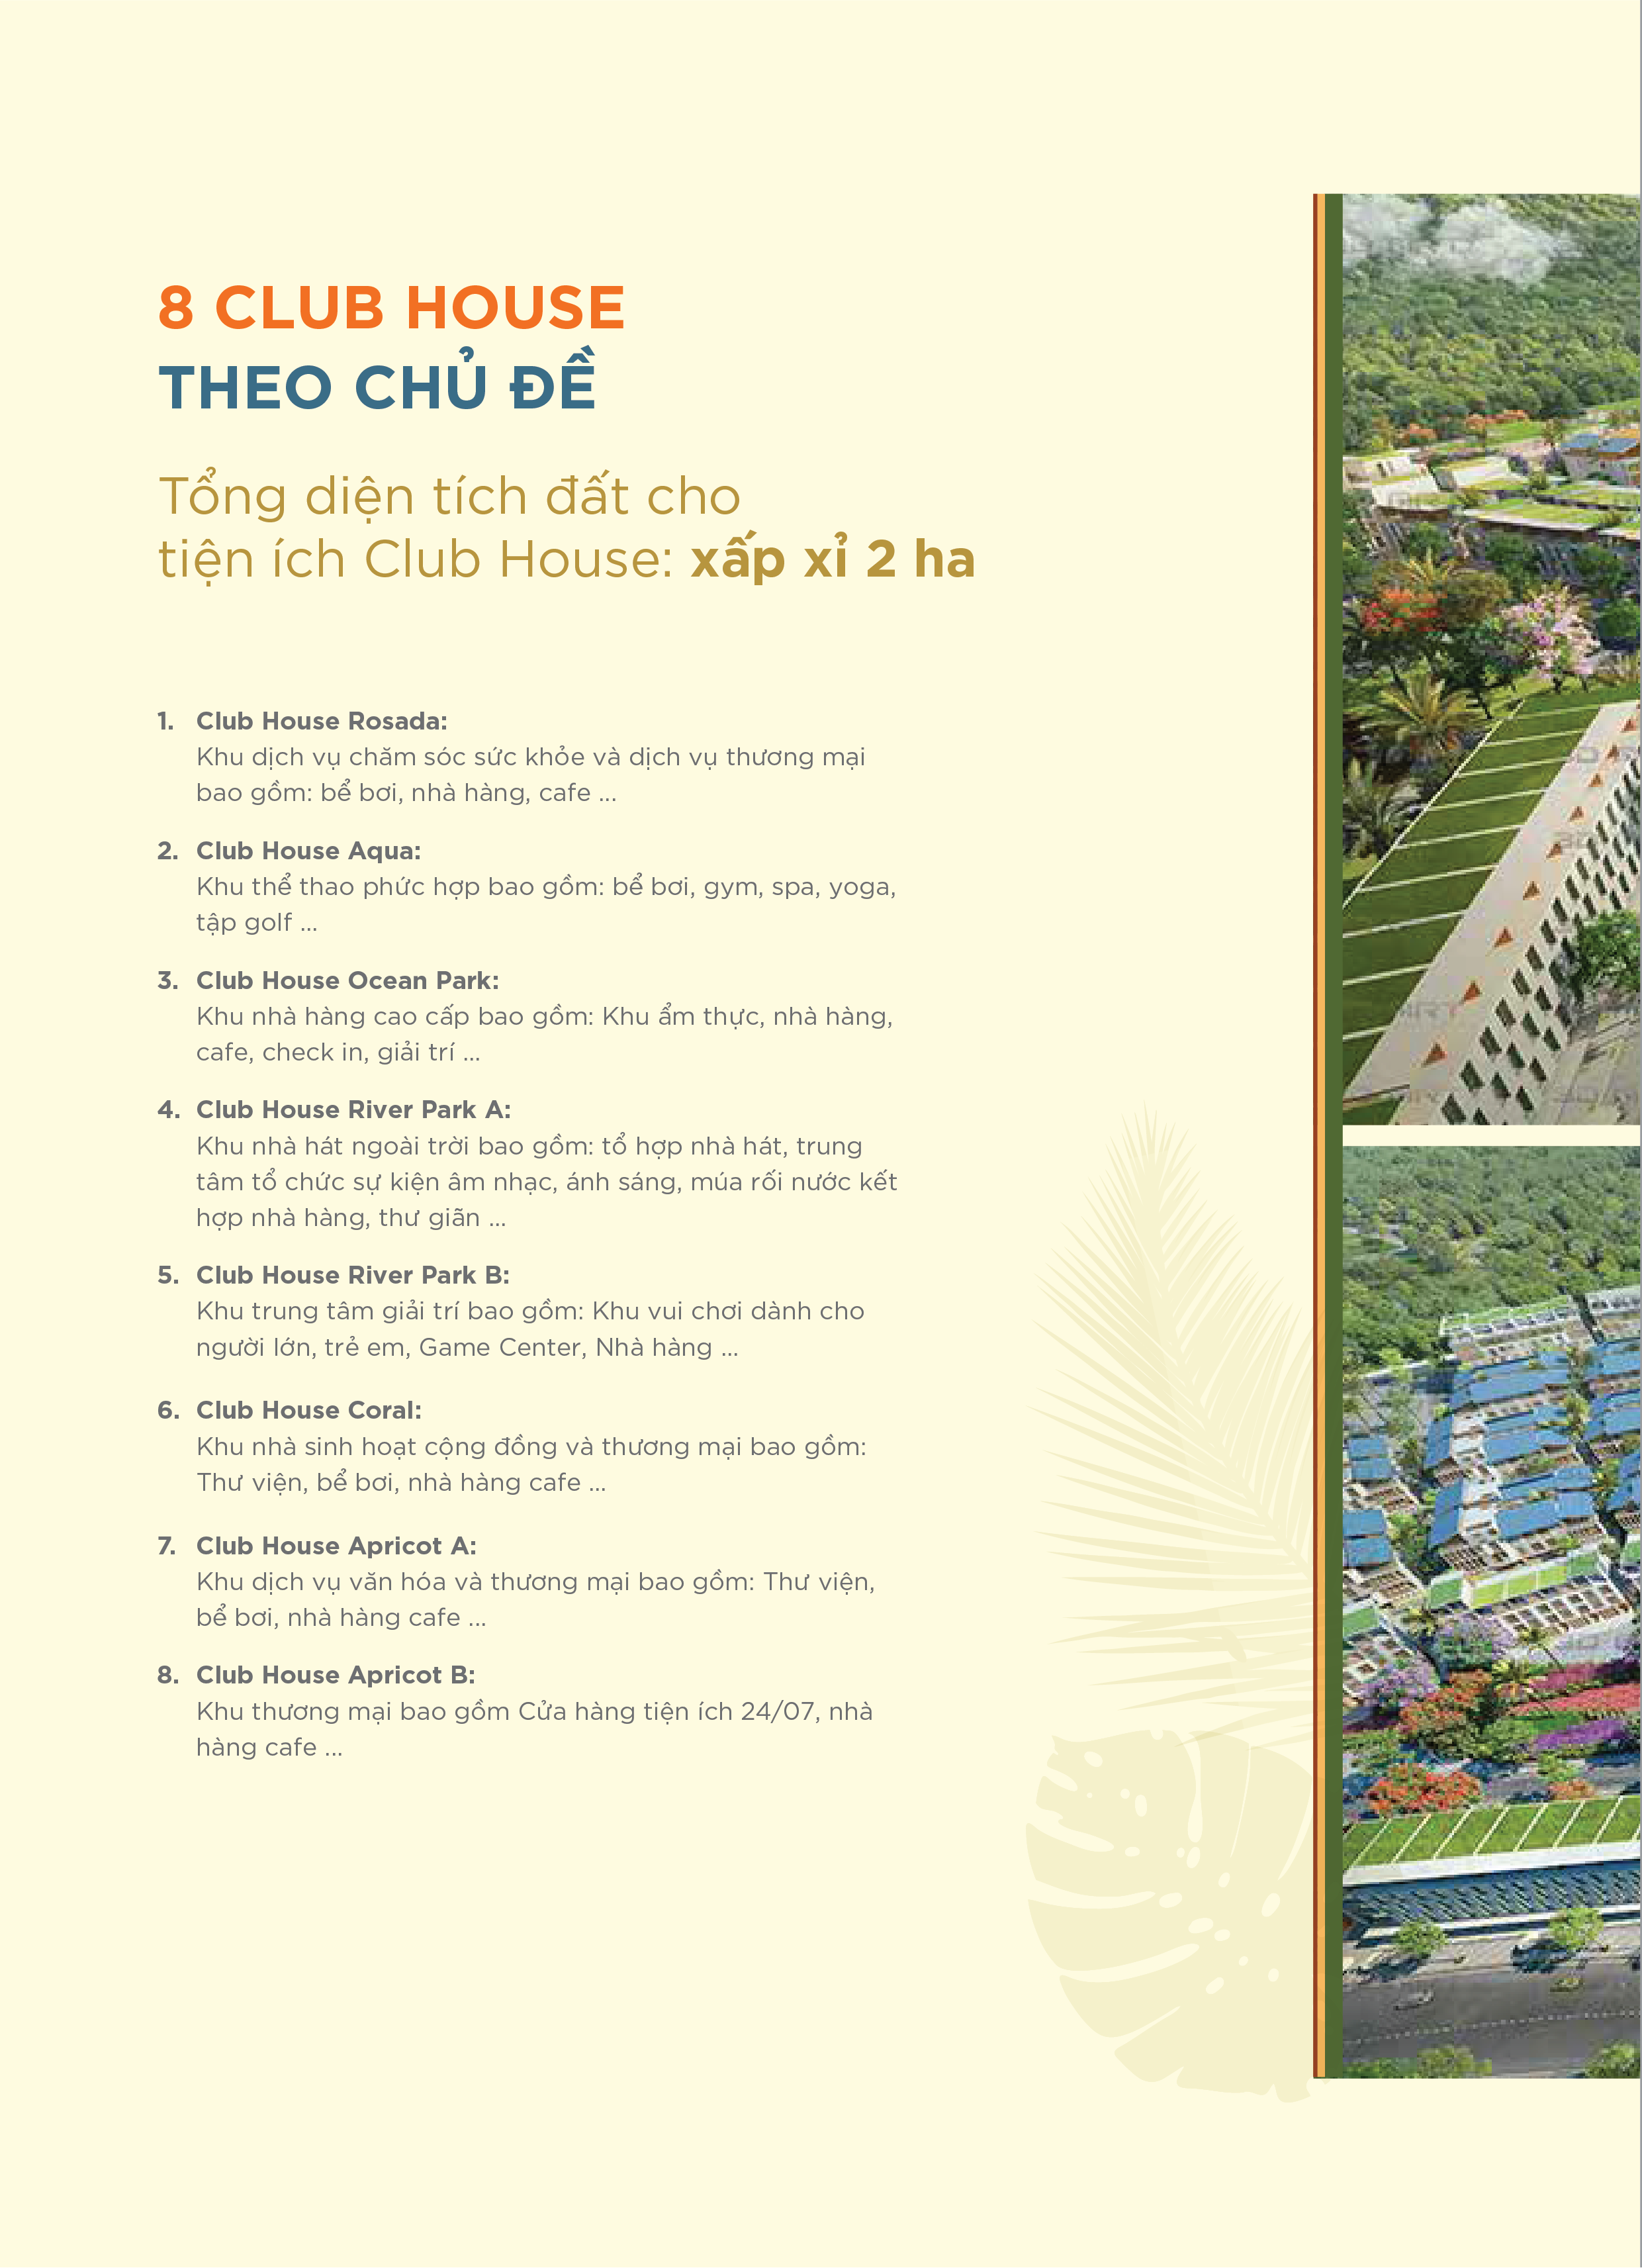 8 CLUB HOUSE
THEO CHỦ ĐỀ
Tổng diện tích đất cho
tiện ích Club House: xấp xỉ 2 ha
1. Club House Rosada:
Khu dịch vụ chăm sóc sức khỏe và dịch vụ thương mại
bao gồm: bể bơi, nhà hàng, cafe ...
2. Club House Aqua:
Khu thể thao phức hợp bao gồm: bể bơi, gym, spa, yoga,
tập golf ...
3. Club House Ocean Park:
Khu nhà hàng cao cấp bao gồm: Khu ẩm thực, nhà hàng,
cafe, check in, giải trí ...
4. Club House River Park A:
Khu nhà hát ngoài trời bao gồm: tổ hợp nhà hát, trung
tâm tổ chức sự kiện âm nhạc, ánh sáng, múa rối nước kết
hợp nhà hàng, thư giãn ...
5. Club House River Park B:
Khu trung tâm giải trí bao gồm: Khu vui chơi dành cho
người lớn, trẻ em, Game Center, Nhà hàng ...
6. Club House Coral:
Khu nhà sinh hoạt cộng đồng và thương mại bao gồm:
Thư viện, bể bơi, nhà hàng cafe ...
7. Club House Apricot A:
Khu dịch vụ văn hóa và thương mại bao gồm: Thư viện,
bể bơi, nhà hàng cafe ...
8. Club House Apricot B:
Khu thương mại bao gồm Cửa hàng tiện ích 24/07, nhà
hàng cafe ...